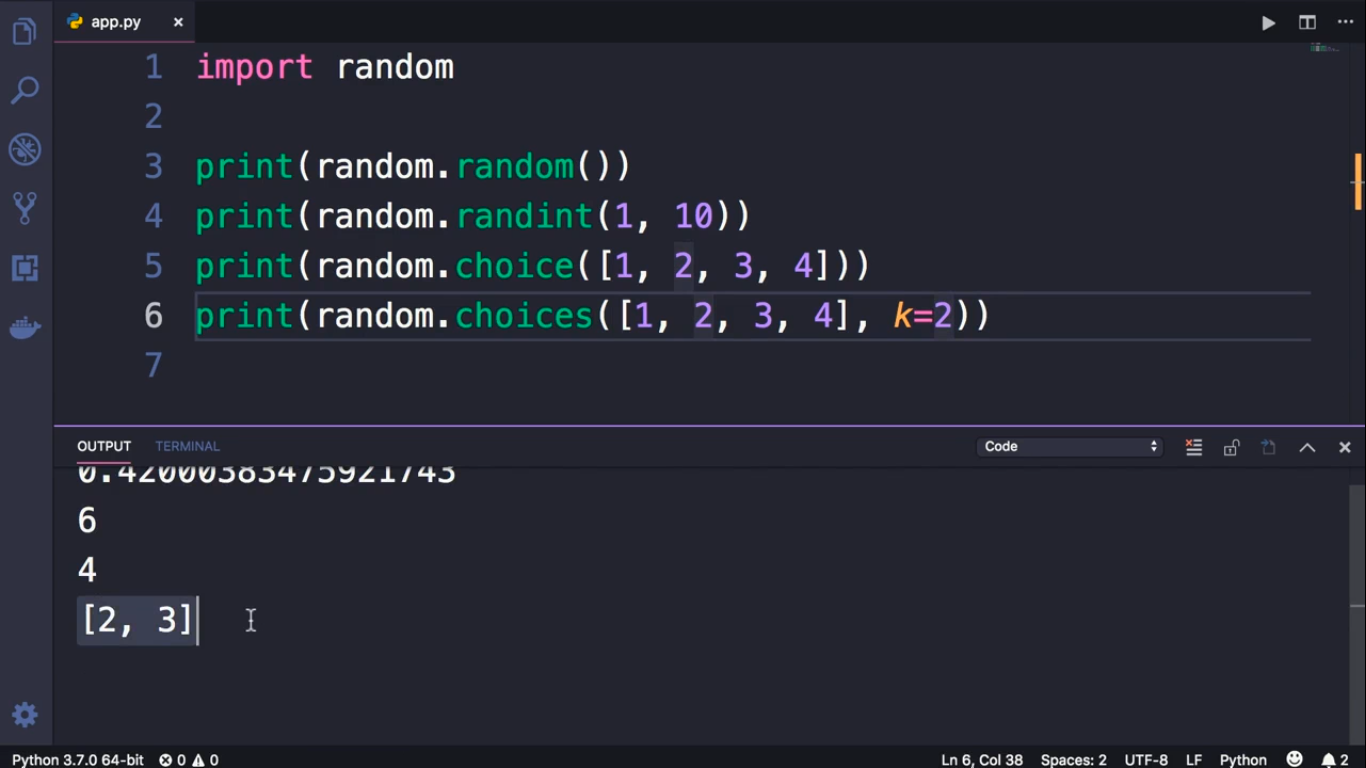 app.py
1 import random
2
3 print(random.random())
4 print(random.randint(1, 10))
5 print(random.choice([1, 2, 3, 4]))
6 print(random.choices([1, 2, 3, 4], k=2))
7
OUTPUT TERMINAL Code
0.42000383475921743
6
4
[2, 3]
Python 3.7.0 64-bit 0 0 Ln 6, Col 38 Spaces: 2 UTF-8 LF Python 2